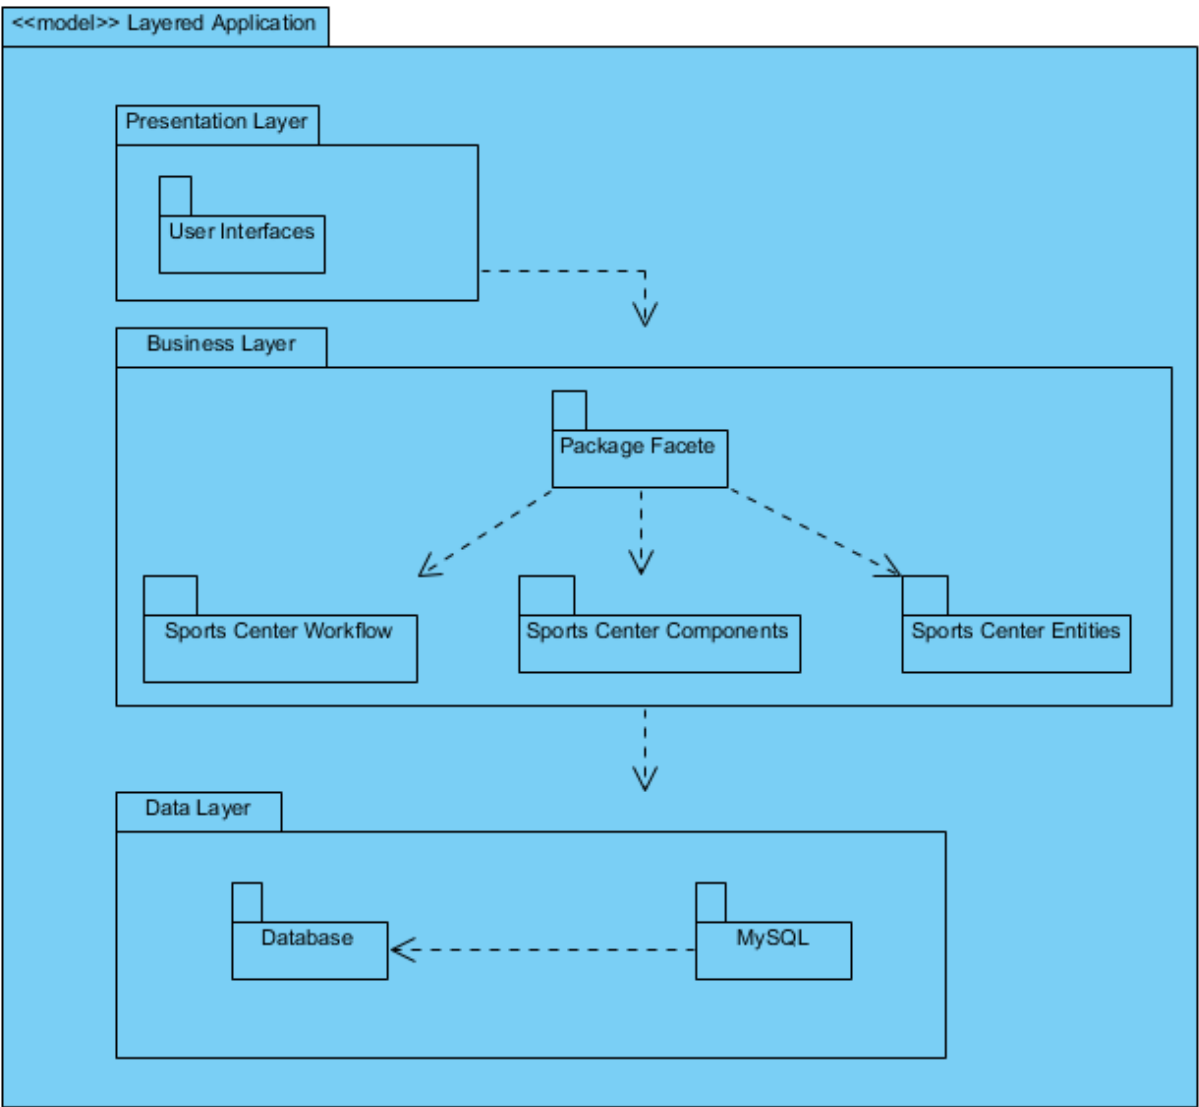 <<model>> Layered Application
Presentation Layer
User Interfaces
Business Layer
Package Facete
Sports Center Workflow
Sports Center Components
Sports Center Entities
Data Layer
Database
MySQL